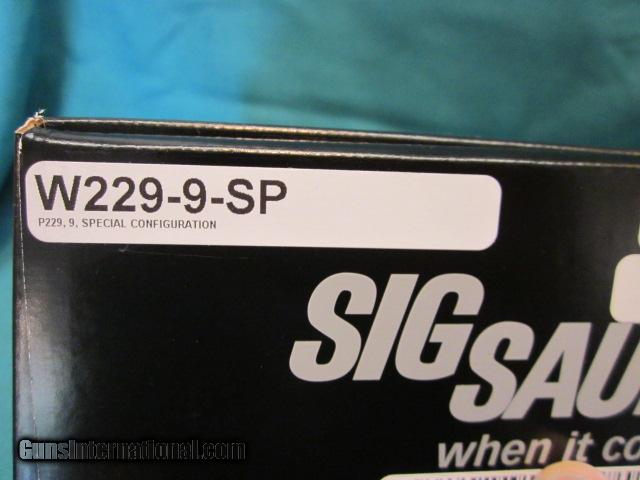 W229-9-SP
P229, 9, SPECIAL CONFIGURATION
SIG
SAU
when it co
GunsInternational.com